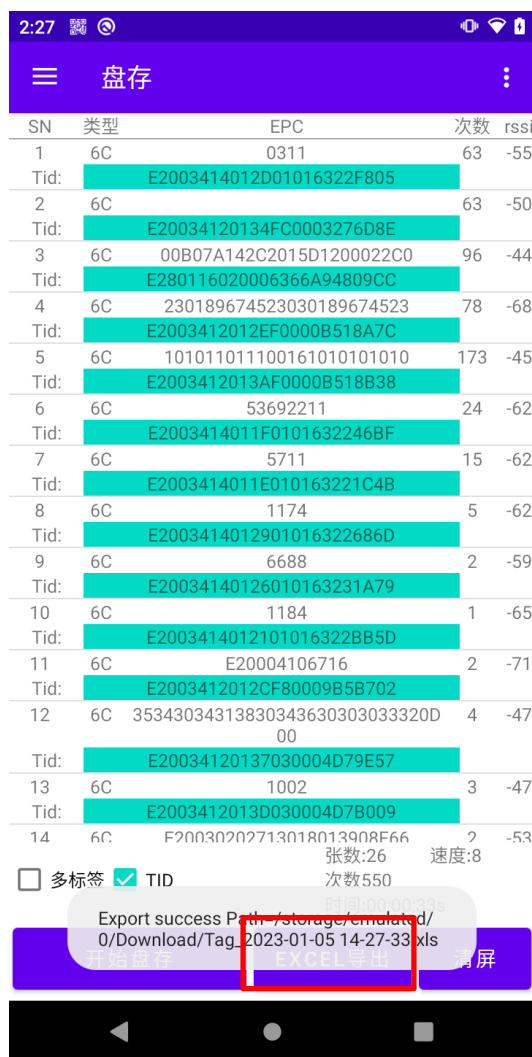 2:27
盘存
SN 类型 EPC 次数 rssi
1 6C 0311 63 -55
Tid: E2003414012D01016322F805
2 6C 63 -50
Tid: E20034120134FC0003276D8E
3 6C 00B07A142C2015D1200022C0 96 -44
Tid: E280116020006366A94809CC
4 6C 230189674523030189674523 78 -68
Tid: E2003412012EF0000B518A7C
5 6C 101011011100161010101010 173 -45
Tid: E2003412013AF0000B518B38
6 6C 53692211 24 -62
Tid: E2003414011F0101632246BF
7 6C 5711 15 -62
Tid: E2003414011E010163221C4B
8 6C 1174 5 -62
Tid: E2003414012901016322686D
9 6C 6688 2 -59
Tid: E20034140126010163231A79
10 6C 1184 1 -65
Tid: E2003414012101016322BB5D
11 6C E20004106716 2 -71
Tid: E2003412012CF80009B5B702
12 6C 35343034313830343630303033320D 4 -47
00
Tid: E20034120137030004D79E57
13 6C 1002 3 -47
Tid: E2003412013D030004D7B009
14 6C E20030202713018013908E66 2 -53
张数:26 速度:8
多标签 TID 次数550
时间:00:00:33s
Export success Path=/storage/emulated/
0/Download/Tag_2023-01-05 14-27-33.xls
开始盘存 EXCEL导出 清屏